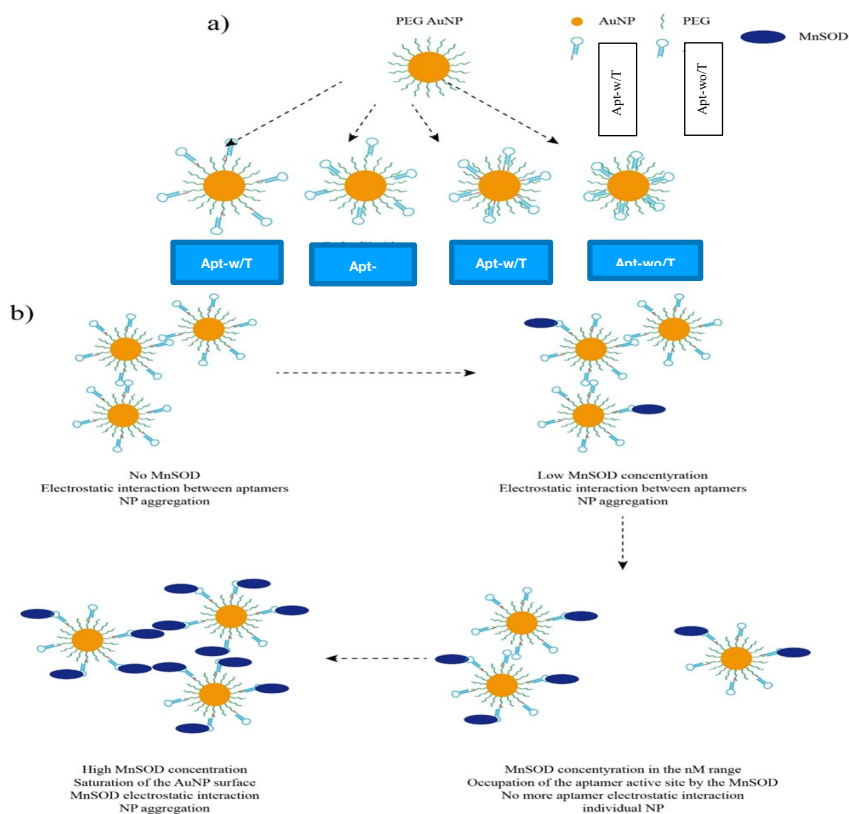 a)
PEG AuNP
AuNP
PEG
MnSOD
Apt-w/T
Apt-wo/T
Apt-w/T
Apt-
Apt-w/T
Apt-wo/T
b)
No MnSOD
Electrostatic interaction between aptamers
NP aggregation
Low MnSOD concentyration
Electrostatic interaction between aptamers
NP aggregation
High MnSOD concentration
Saturation of the AuNP surface
MnSOD electrostatic interaction
NP aggregation
MnSOD concentyration in the nM range
Occupation of the aptamer active site by the MnSOD
No more aptamer electrostatic interaction
individual NP